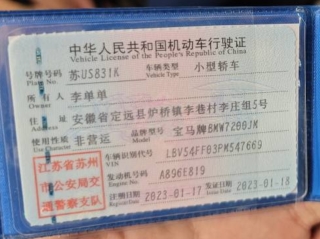 中华人民共和国机动车行驶证
Vehicle License of the People's Republic of China
号牌号码 苏US831K 车辆类型 小型轿车
Plate No. Vehicle Type
所有人 李单单
Owner
住址 安徽省定远县炉桥镇李巷村李庄组5号
Address
使用性质 非营运 品牌型号 宝马牌BMW7200JK
Use Character Model
江苏省苏州市公安局交通警察支队
车辆识别代号 LBV54FF03PM547669
VIN
发动机号码 A896E819
Engine No.
注册日期 2023-01-17 发证日期 2023-01-18
Register Date Issue Date